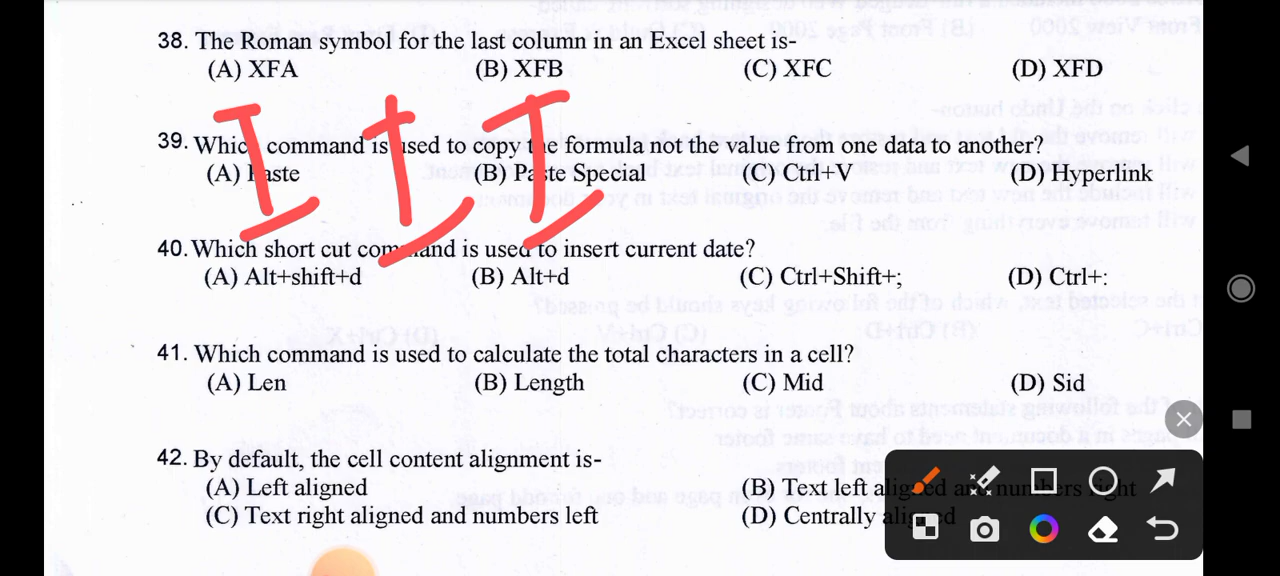 38. The Roman symbol for the last column in an Excel sheet is-
(A) XFA (B) XFB (C) XFC (D) XFD
39. Which command is used to copy the formula not the value from one data to another?
(A) Paste (B) Paste Special (C) Ctrl+V (D) Hyperlink
40. Which short cut command is used to insert current date?
(A) Alt+shift+d (B) Alt+d (C) Ctrl+Shift+; (D) Ctrl+:
41. Which command is used to calculate the total characters in a cell?
(A) Len (B) Length (C) Mid (D) Sid
42. By default, the cell content alignment is-
(A) Left aligned (B) Text left aligned and numbers right
(C) Text right aligned and numbers left (D) Centrally aligned